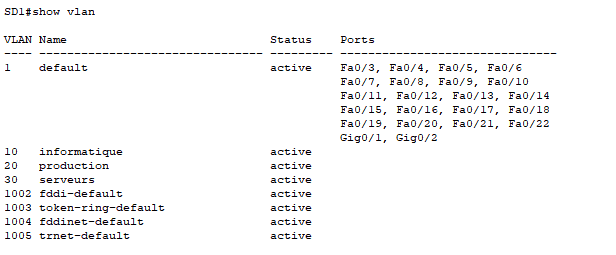 SD1#show vlan
VLAN Name                             Status    Ports
---- -------------------------------- --------- -------------------------------
1    default                          active    Fa0/3, Fa0/4, Fa0/5, Fa0/6
                                                Fa0/7, Fa0/8, Fa0/9, Fa0/10
                                                Fa0/11, Fa0/12, Fa0/13, Fa0/14
                                                Fa0/15, Fa0/16, Fa0/17, Fa0/18
                                                Fa0/19, Fa0/20, Fa0/21, Fa0/22
                                                Gig0/1, Gig0/2
10   informatique                     active
20   production                       active
30   serveurs                         active
1002 fddi-default                     active
1003 token-ring-default               active
1004 fddinet-default                  active
1005 trnet-default                    active